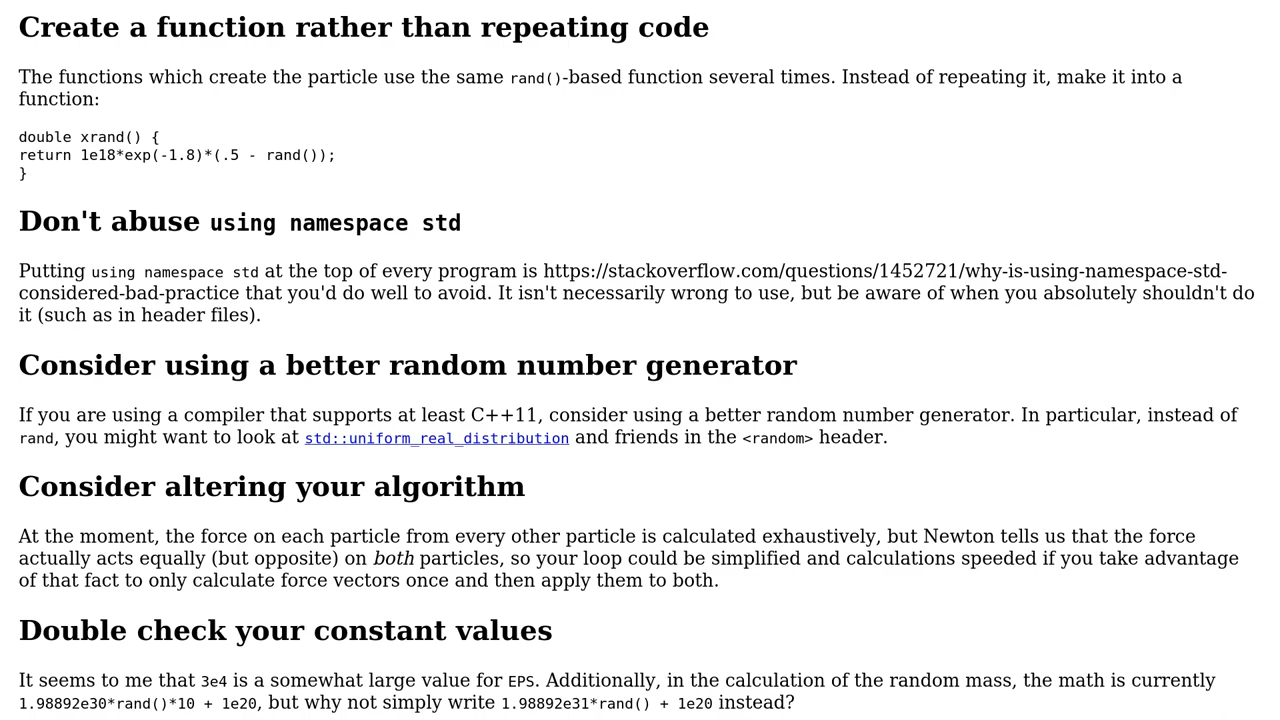 Create a function rather than repeating code
The functions which create the particle use the same rand()-based function several times. Instead of repeating it, make it into a
function:
double xrand() {
return 1e18*exp(-1.8)*(.5 - rand());
}
Don't abuse using namespace std
Putting using namespace std at the top of every program is https://stackoverflow.com/questions/1452721/why-is-using-namespace-std-
considered-bad-practice that you'd do well to avoid. It isn't necessarily wrong to use, but be aware of when you absolutely shouldn't do
it (such as in header files).
Consider using a better random number generator
If you are using a compiler that supports at least C++11, consider using a better random number generator. In particular, instead of
rand, you might want to look at std::uniform_real_distribution and friends in the <random> header.
Consider altering your algorithm
At the moment, the force on each particle from every other particle is calculated exhaustively, but Newton tells us that the force
actually acts equally (but opposite) on both particles, so your loop could be simplified and calculations speeded if you take advantage
of that fact to only calculate force vectors once and then apply them to both.
Double check your constant values
It seems to me that 3e4 is a somewhat large value for EPS. Additionally, in the calculation of the random mass, the math is currently
1.98892e30*rand()*10 + 1e20, but why not simply write 1.98892e31*rand() + 1e20 instead?